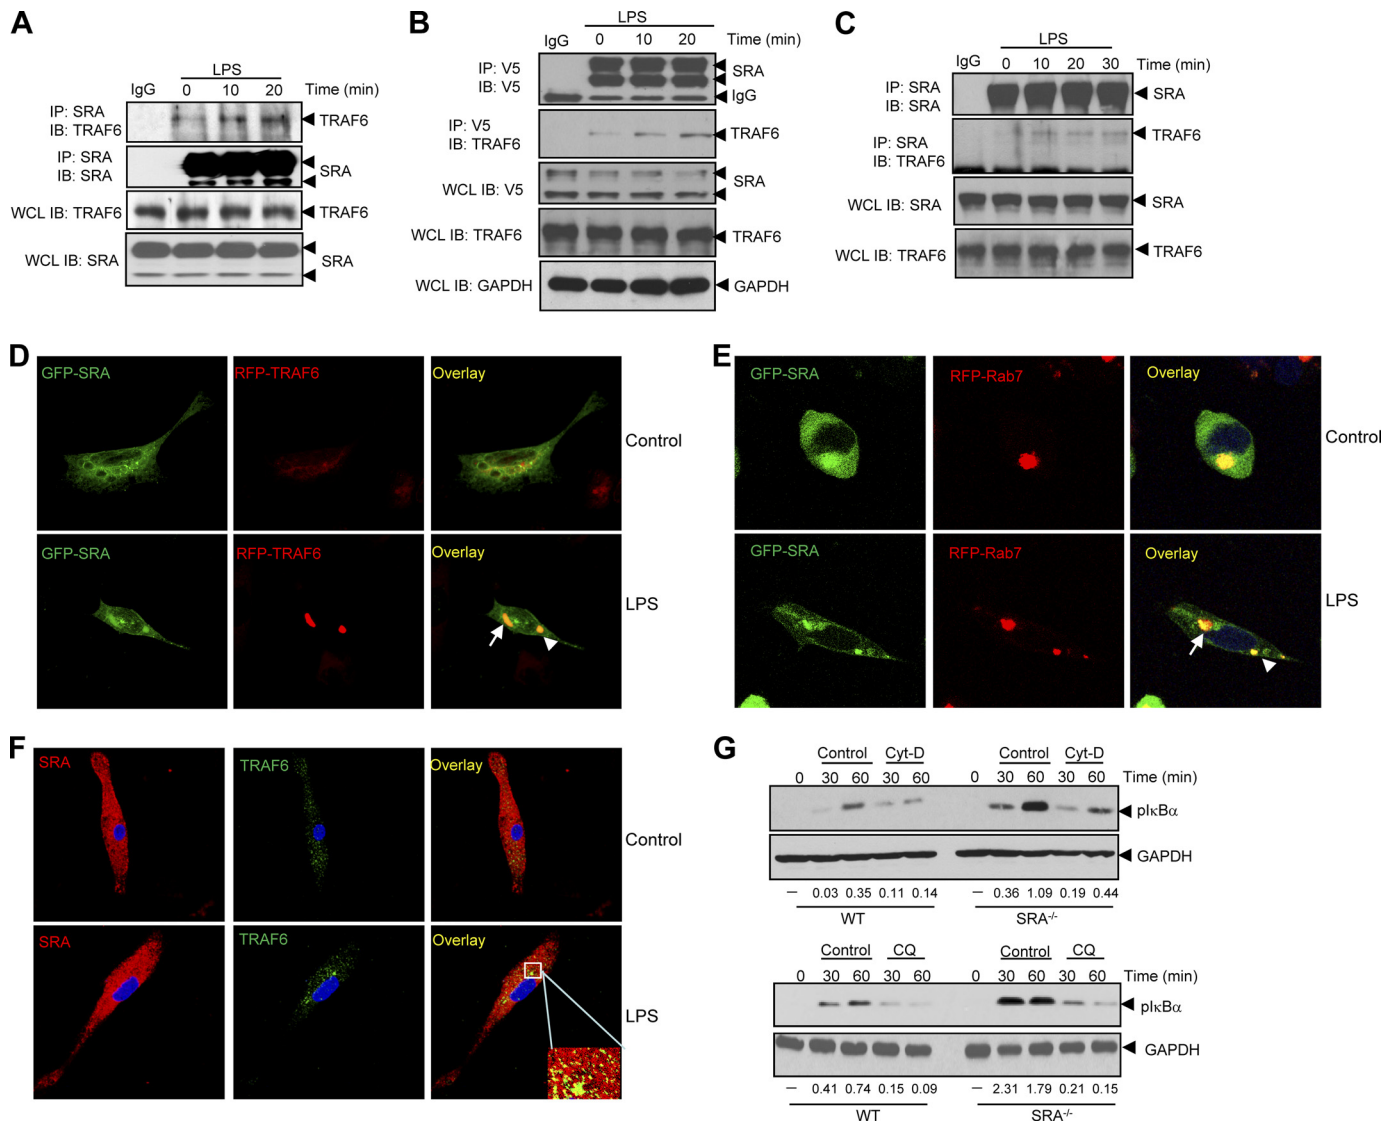 A
LPS
IgG 0 10 20 Time (min)
IP: SRA
IB: TRAF6
TRAF6
IP: SRA
IB: SRA
SRA
WCL IB: TRAF6
TRAF6
WCL IB: SRA
SRA
B
LPS
IgG 0 10 20 Time (min)
IP: V5
IB: V5
SRA
IgG
IP: V5
IB: TRAF6
TRAF6
WCL IB: V5
SRA
WCL IB: TRAF6
TRAF6
WCL IB: GAPDH
GAPDH
C
LPS
IgG 0 10 20 30 Time (min)
IP: SRA
IB: SRA
SRA
IP: SRA
IB: TRAF6
TRAF6
WCL IB: SRA
SRA
WCL IB: TRAF6
TRAF6
D
GFP-SRA RFP-TRAF6 Overlay
Control
GFP-SRA RFP-TRAF6 Overlay
LPS
E
GFP-SRA RFP-Rab7 Overlay
Control
GFP-SRA RFP-Rab7 Overlay
LPS
F
SRA TRAF6 Overlay
Control
SRA TRAF6 Overlay
LPS
G
Control Cyt-D Control Cyt-D
0 30 60 30 60 0 30 60 30 60 Time (min)
pIκBα
GAPDH
– 0.03 0.35 0.11 0.14 – 0.36 1.09 0.19 0.44
WT SRA-/-
Control CQ Control CQ
0 30 60 30 60 0 30 60 30 60 Time (min)
pIκBα
GAPDH
– 0.41 0.74 0.15 0.09 – 2.31 1.79 0.21 0.15
WT SRA-/-